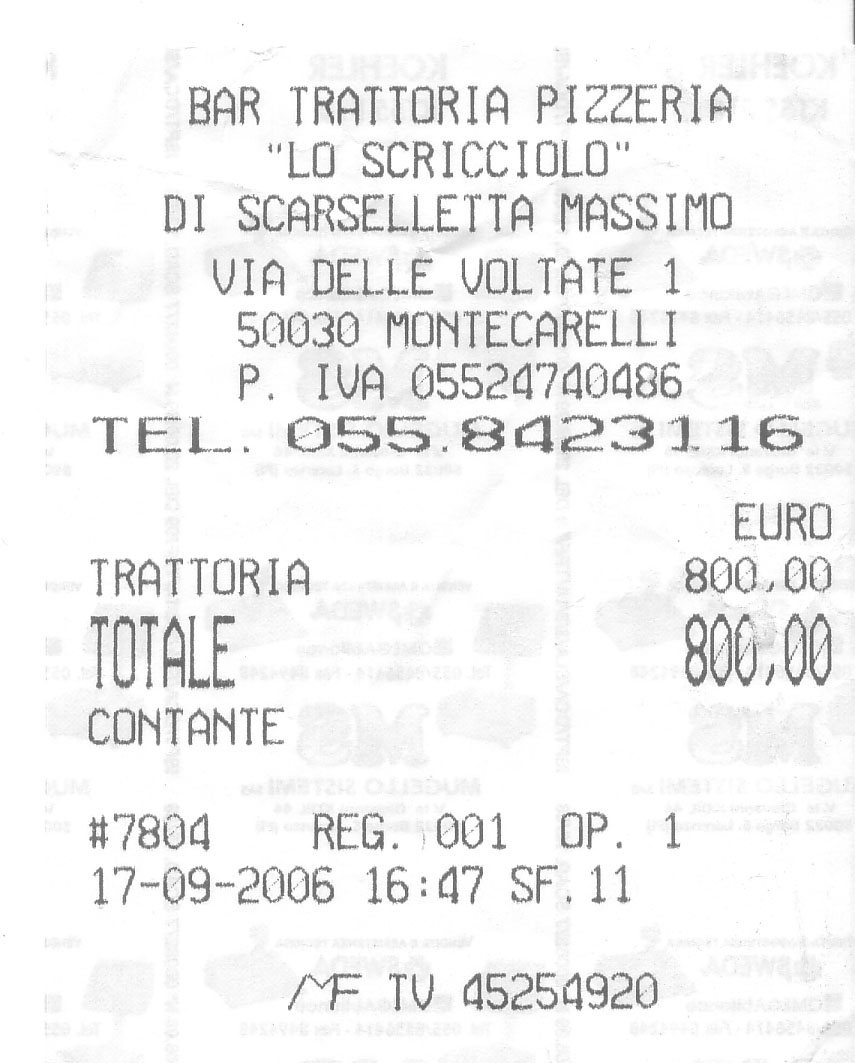 BAR TRATTORIA PIZZERIA
"LO SCRICCIOLO"
DI SCARSELLETTA MASSIMO
VIA DELLE VOLTATE 1
50030 MONTECARELLI
P. IVA 05524740486
TEL. 055.8423116
EURO
TRATTORIA 800,00
TOTALE 800,00
CONTANTE
#7804 REG. 001 OP. 1
17-09-2006 16:47 SF.11
MF IV 45254920